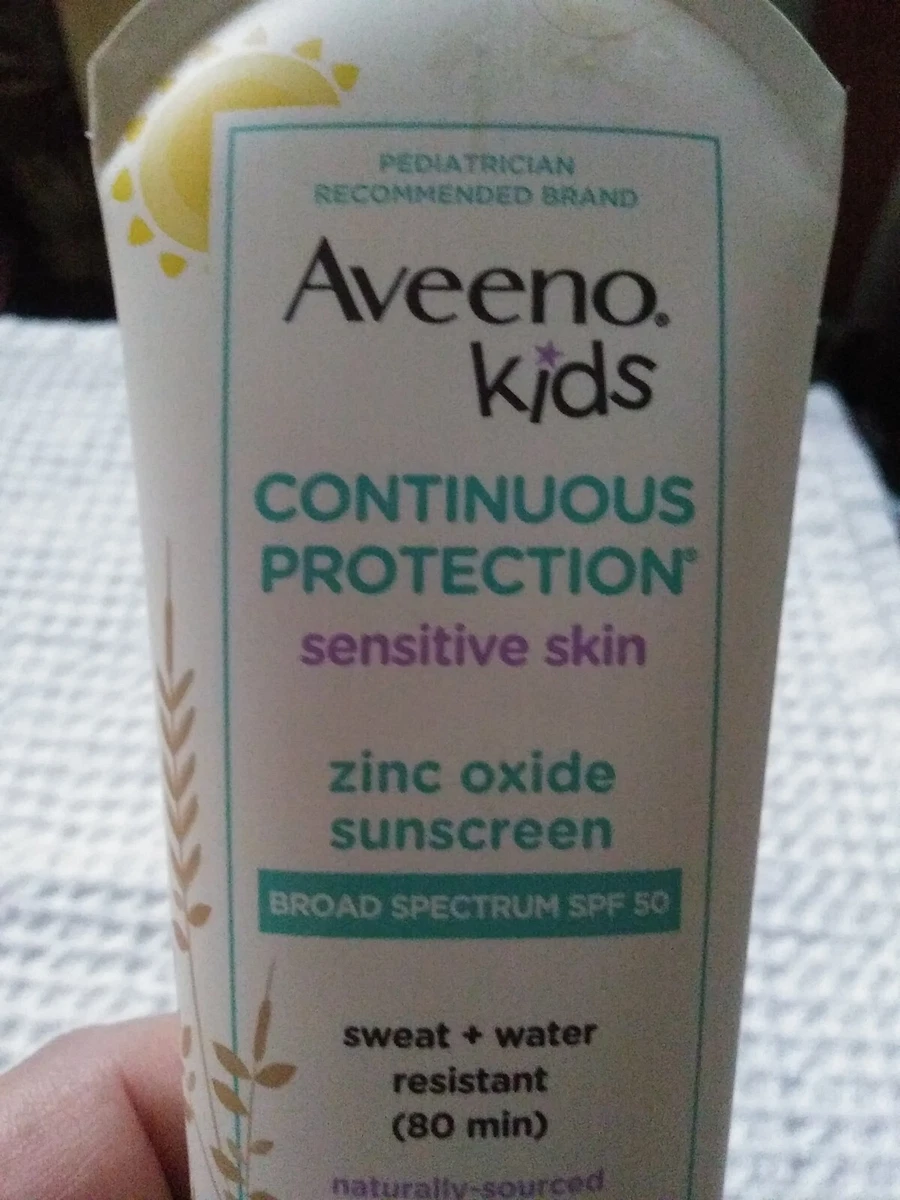 PEDIATRICIAN
RECOMMENDED BRAND
Aveeno®
kids
CONTINUOUS
PROTECTION®
sensitive skin
zinc oxide
sunscreen
BROAD SPECTRUM SPF 50
sweat + water
resistant
(80 min)
naturally-sourced